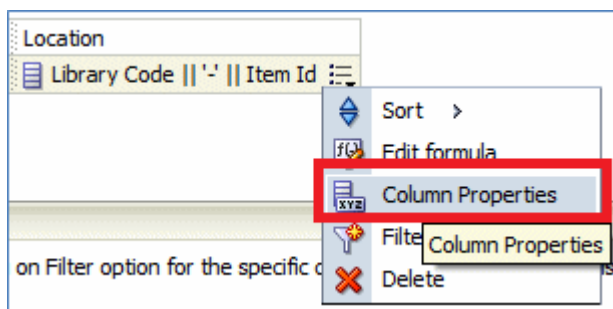 Location
Library Code || '-' || Item Id
Sort >
f(.) Edit formula
XYZ Column Properties
Filte Column Properties
on Filter option for the specific c
Delete